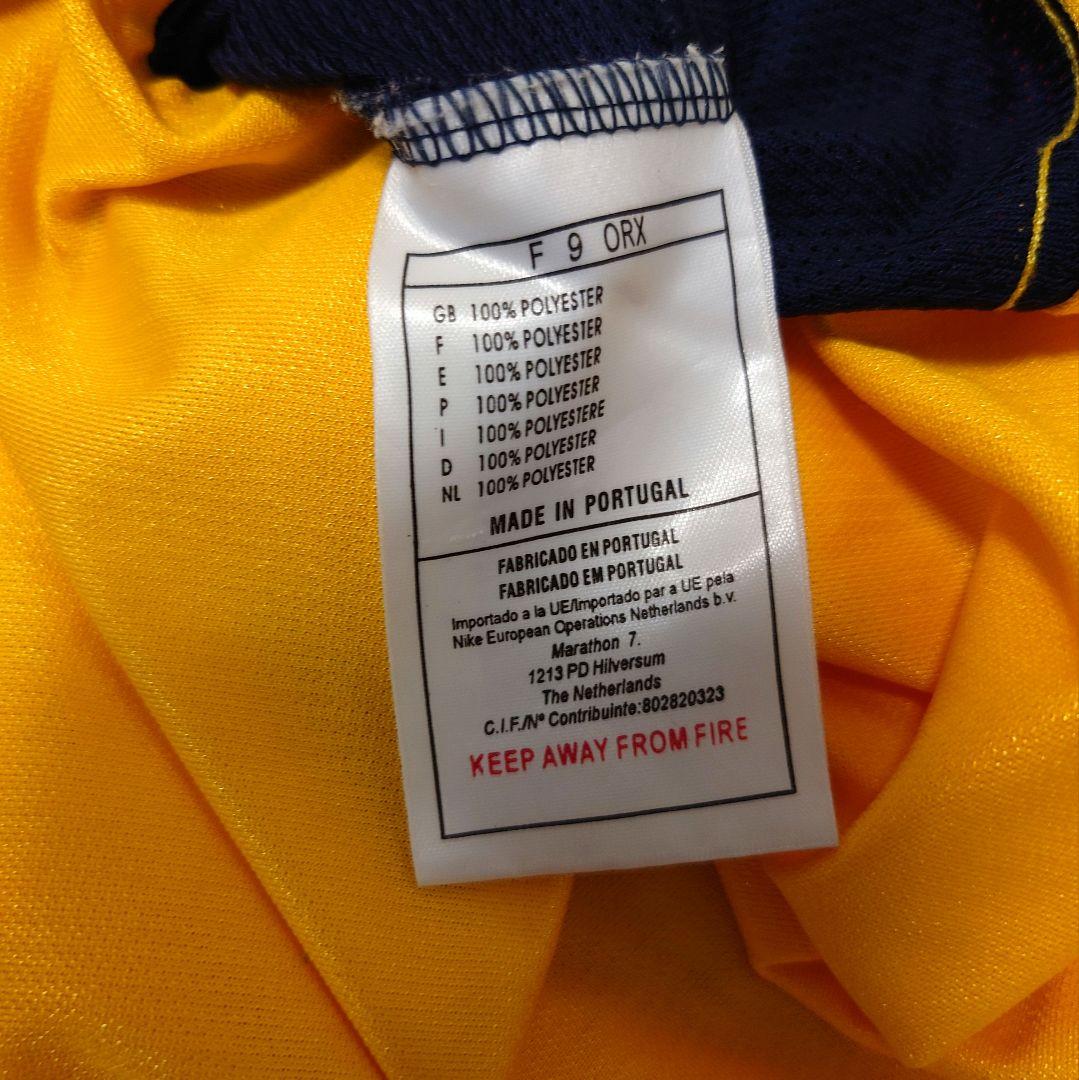 F 9 ORX
GB 100% POLYESTER
F 100% POLYESTER
E 100% POLYESTER
P 100% POLYESTER
I 100% POLYESTERE
D 100% POLYESTER
NL 100% POLYESTER
MADE IN PORTUGAL
FABRICADO EN PORTUGAL
FABRICADO EM PORTUGAL
Importado a la UE/Importado par a UE pela
Nike European Operations Netherlands b.v.
Marathon 7.
1213 PD Hilversum
The Netherlands
C.I.F./Nº Contribuinte:802820323
KEEP AWAY FROM FIRE